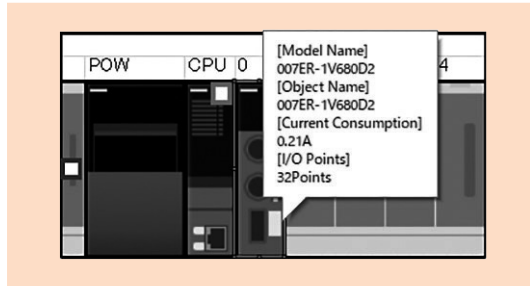 POW
CPU
0
4
[Model Name]
007ER-1V680D2
[Object Name]
007ER-1V680D2
[Current Consumption]
0.21A
[I/O Points]
32Points